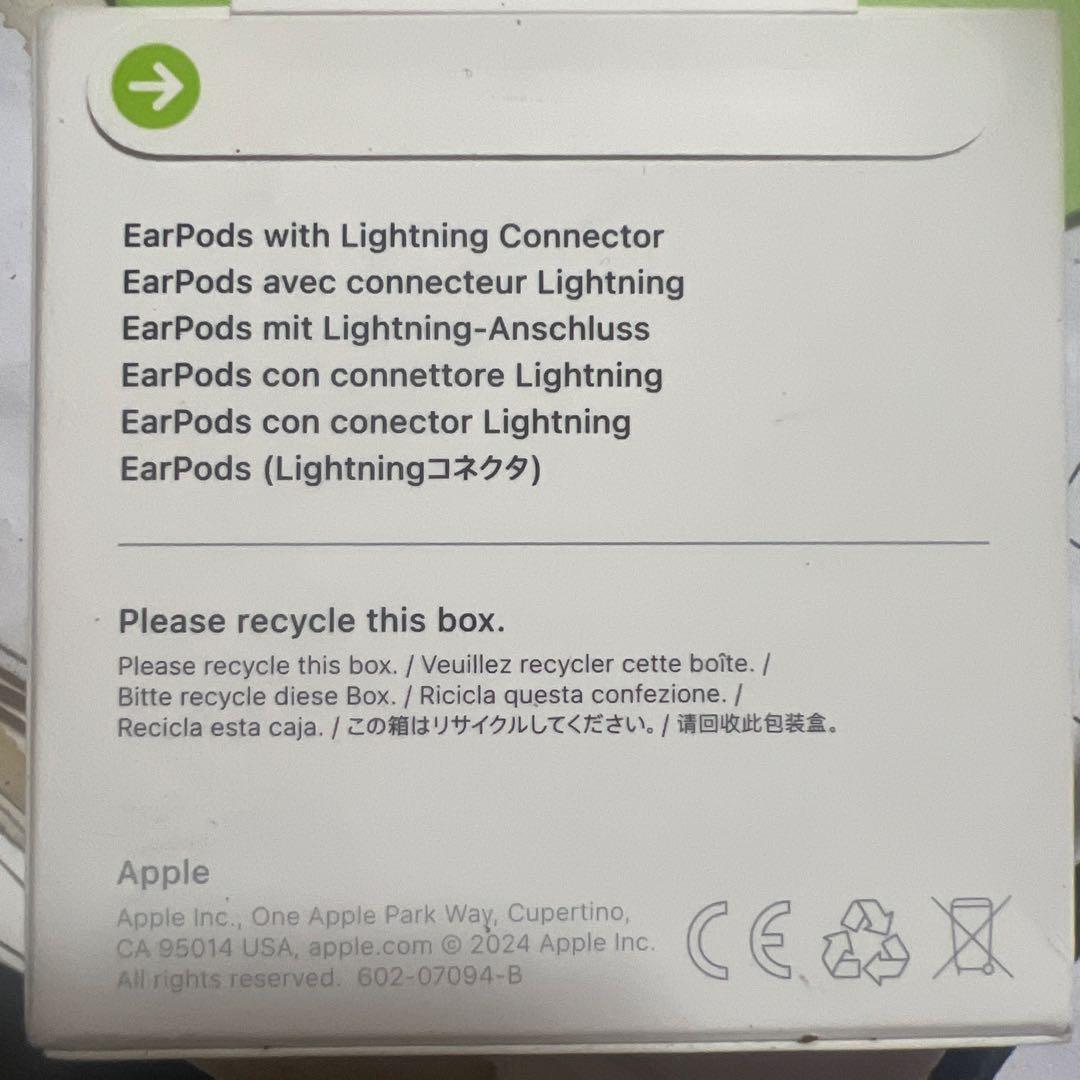 EarPods with Lightning Connector
EarPods avec connecteur Lightning
EarPods mit Lightning-Anschluss
EarPods con connettore Lightning
EarPods con conector Lightning
EarPods (Lightningコネクタ)
Please recycle this box.
Please recycle this box. / Veuillez recycler cette boîte. /
Bitte recycle diese Box. / Ricicla questa confezione. /
Recicla esta caja. / この箱はリサイクルしてください。/ 请回收此包装盒。
Apple
Apple Inc., One Apple Park Way, Cupertino,
CA 95014 USA, apple.com © 2024 Apple Inc.
All rights reserved. 602-07094-B
CE